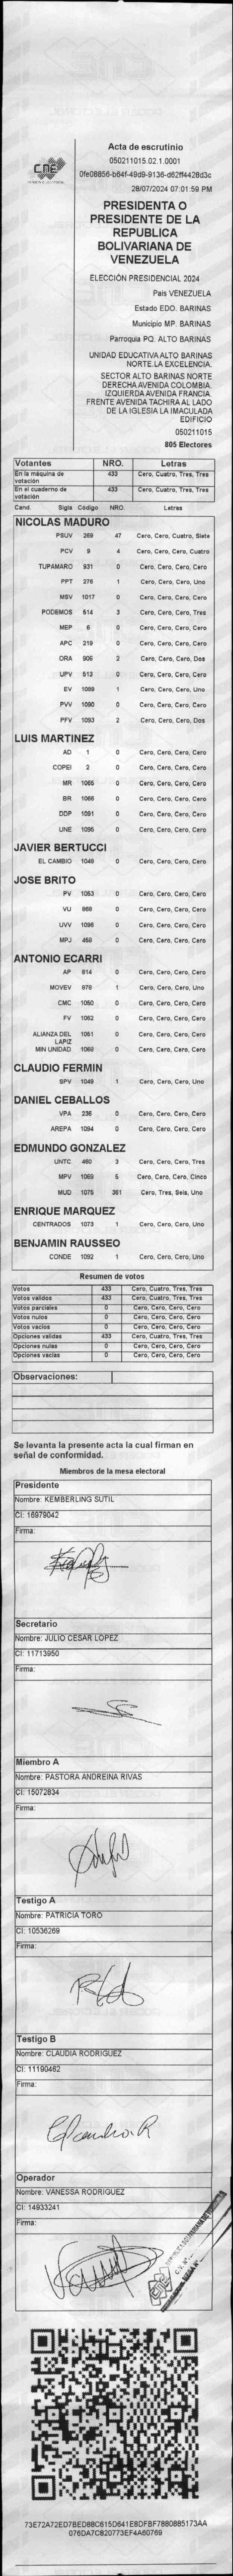 CNE
Acta de escrutinio
050211015.02.1.0001
0fe08856-b64f-49d9-9136-d62ff4428d3c
28/07/2024 07:01:59 PM
PRESIDENTA O
PRESIDENTE DE LA
REPUBLICA
BOLIVARIANA DE
VENEZUELA
ELECCIÓN PRESIDENCIAL 2024
Pais VENEZUELA
Estado EDO. BARINAS
Municipio MP. BARINAS
Parroquia PQ. ALTO BARINAS
UNIDAD EDUCATIVA ALTO BARINAS
NORTE.LA EXCELENCIA.
SECTOR ALTO BARINAS NORTE
DERECHA AVENIDA COLOMBIA.
IZQUIERDA AVENIDA FRANCIA.
FRENTE AVENIDA TACHIRA AL LADO
DE LA IGLESIA LA IMACULADA
EDIFICIO
050211015
805 Electores
Votantes NRO. Letras
En la máquina de votación 433 Cero, Cuatro, Tres, Tres
En el cuaderno de votación 433 Cero, Cuatro, Tres, Tres
Cand. Sigla Código NRO. Letras
NICOLAS MADURO
PSUV 269 47 Cero, Cero, Cuatro, Siete
PCV 9 4 Cero, Cero, Cero, Cuatro
TUPAMARO 931 0 Cero, Cero, Cero, Cero
PPT 276 1 Cero, Cero, Cero, Uno
MSV 1017 0 Cero, Cero, Cero, Cero
PODEMOS 514 3 Cero, Cero, Cero, Tres
MEP 6 0 Cero, Cero, Cero, Cero
APC 219 0 Cero, Cero, Cero, Cero
ORA 906 2 Cero, Cero, Cero, Dos
UPV 513 0 Cero, Cero, Cero, Cero
EV 1089 1 Cero, Cero, Cero, Uno
PVV 1090 0 Cero, Cero, Cero, Cero
PFV 1093 2 Cero, Cero, Cero, Dos
LUIS MARTINEZ
AD 1 0 Cero, Cero, Cero, Cero
COPEI 2 0 Cero, Cero, Cero, Cero
MR 1065 0 Cero, Cero, Cero, Cero
BR 1066 0 Cero, Cero, Cero, Cero
DDP 1091 0 Cero, Cero, Cero, Cero
UNE 1095 0 Cero, Cero, Cero, Cero
JAVIER BERTUCCI
EL CAMBIO 1048 0 Cero, Cero, Cero, Cero
JOSE BRITO
PV 1053 0 Cero, Cero, Cero, Cero
VU 868 0 Cero, Cero, Cero, Cero
UVV 1096 0 Cero, Cero, Cero, Cero
MPJ 458 0 Cero, Cero, Cero, Cero
ANTONIO ECARRI
AP 814 0 Cero, Cero, Cero, Cero
MOVEV 978 1 Cero, Cero, Cero, Uno
CMC 1050 0 Cero, Cero, Cero, Cero
FV 1052 0 Cero, Cero, Cero, Cero
ALIANZA DEL LAPIZ 1051 0 Cero, Cero, Cero, Cero
MIN UNIDAD 1069 0 Cero, Cero, Cero, Cero
CLAUDIO FERMIN
SPV 1049 1 Cero, Cero, Cero, Uno
DANIEL CEBALLOS
VPA 236 0 Cero, Cero, Cero, Cero
AREPA 1094 0 Cero, Cero, Cero, Cero
EDMUNDO GONZALEZ
UNTC 460 3 Cero, Cero, Cero, Tres
MPV 1069 5 Cero, Cero, Cero, Cinco
MUD 1075 361 Cero, Tres, Seis, Uno
ENRIQUE MARQUEZ
CENTRADOS 1073 1 Cero, Cero, Cero, Uno
BENJAMIN RAUSSEO
CONDE 1092 1 Cero, Cero, Cero, Uno
Resumen de votos
Votos 433 Cero, Cuatro, Tres, Tres
Votos validos 433 Cero, Cuatro, Tres, Tres
Votos parciales 0 Cero, Cero, Cero, Cero
Votos nulos 0 Cero, Cero, Cero, Cero
Votos vacios 0 Cero, Cero, Cero, Cero
Opciones validas 433 Cero, Cuatro, Tres, Tres
Opciones nulas 0 Cero, Cero, Cero, Cero
Opciones vacias 0 Cero, Cero, Cero, Cero
Observaciones:
Se levanta la presente acta la cual firman en
señal de conformidad.
Miembros de la mesa electoral
Presidente
Nombre: KEMBERLING SUTIL
CI: 16979042
Firma:
Secretario
Nombre: JULIO CESAR LOPEZ
CI: 11713950
Firma:
Miembro A
Nombre: PASTORA ANDREINA RIVAS
CI: 15072834
Firma:
Testigo A
Nombre: PATRICIA TORO
CI: 10536269
Firma:
Testigo B
Nombre: CLAUDIA RODRIGUEZ
CI: 11190462
Firma:
Claudia R
Operador
Nombre: VANESSA RODRIGUEZ
CI: 14933241
Firma:
73E72A72ED7BED88C615D641E8DFBF7880885173AA
076DA7C820773EF4A60769